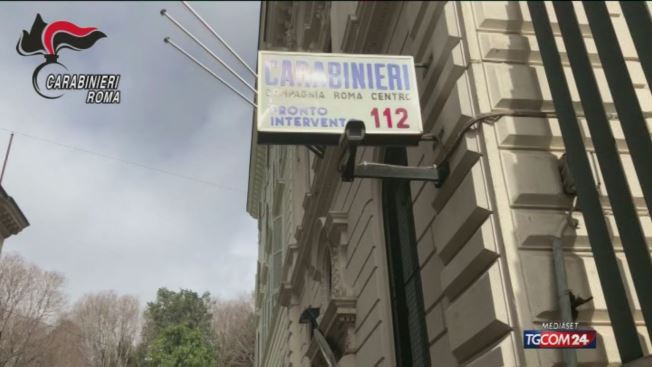 CARABINIERI
ROMA
CARABINIERI
COMPAGNIA ROMA CENTRO
PRONTO
INTERVENTO 112
MEDIASET
TGCOM24